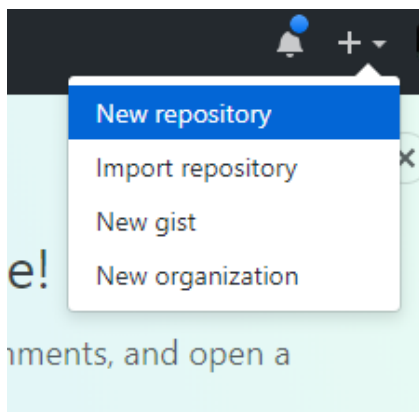 New repository
Import repository
New gist
e!
New organization
nments, and open a